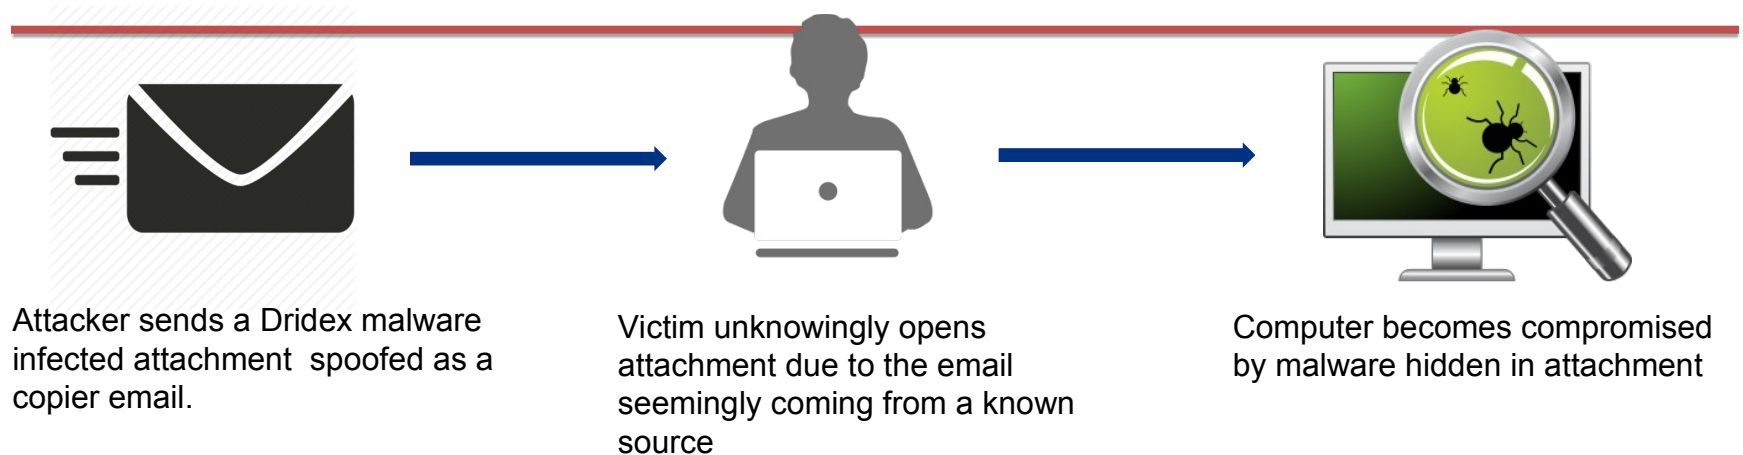 Attacker sends a Dridex malware
infected attachment  spoofed as a
copier email.
Victim unknowingly opens
attachment due to the email
seemingly coming from a known
source
Computer becomes compromised
by malware hidden in attachment